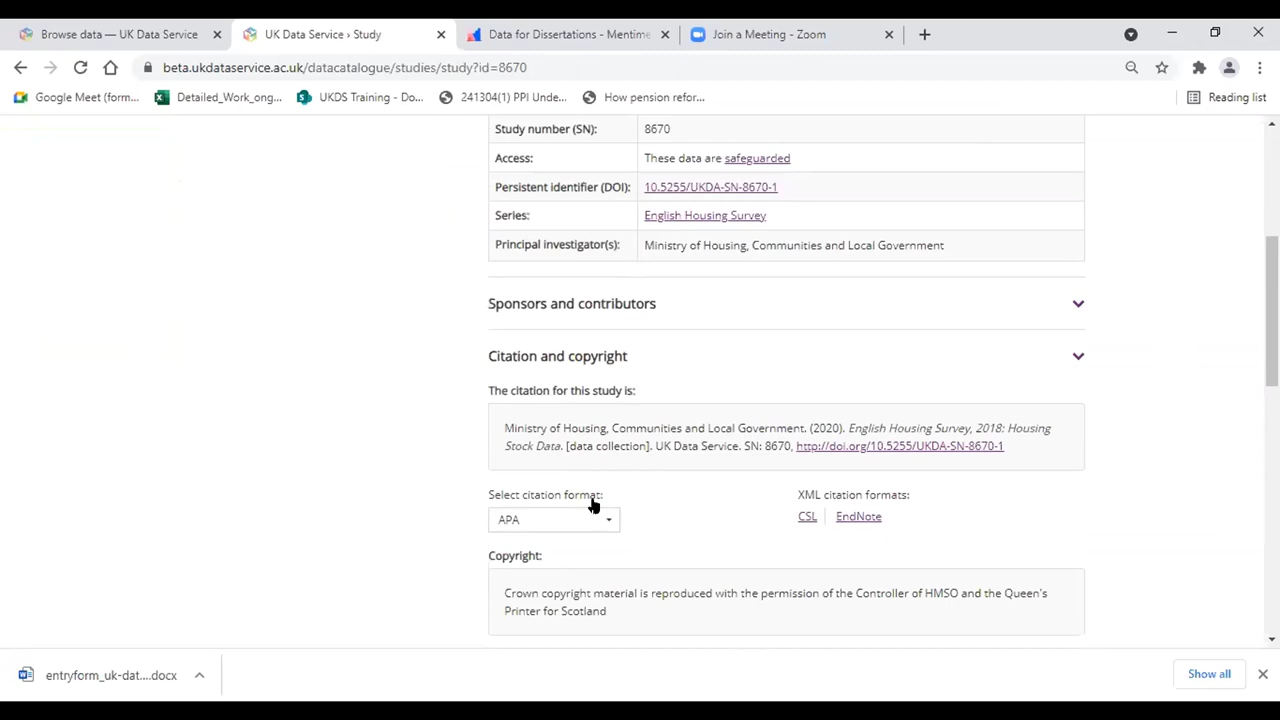 Browse data — UK Data Service
UK Data Service › Study
Data for Dissertations - Mentime
Join a Meeting - Zoom
beta.ukdataservice.ac.uk/datacatalogue/studies/study?id=8670
Google Meet (form...
Detailed_Work_ong...
UKDS Training - Do...
241304(1) PPI Unde...
How pension refor...
Reading list
Study number (SN): 8670
Access: These data are safeguarded
Persistent identifier (DOI): 10.5255/UKDA-SN-8670-1
Series: English Housing Survey
Principal investigator(s): Ministry of Housing, Communities and Local Government
Sponsors and contributors
Citation and copyright
The citation for this study is:
Ministry of Housing, Communities and Local Government. (2020). English Housing Survey, 2018: Housing
Stock Data. [data collection]. UK Data Service. SN: 8670, http://doi.org/10.5255/UKDA-SN-8670-1
Select citation format:
XML citation formats:
APA
CSL
EndNote
Copyright:
Crown copyright material is reproduced with the permission of the Controller of HMSO and the Queen's
Printer for Scotland
entryform_uk-dat....docx
Show all